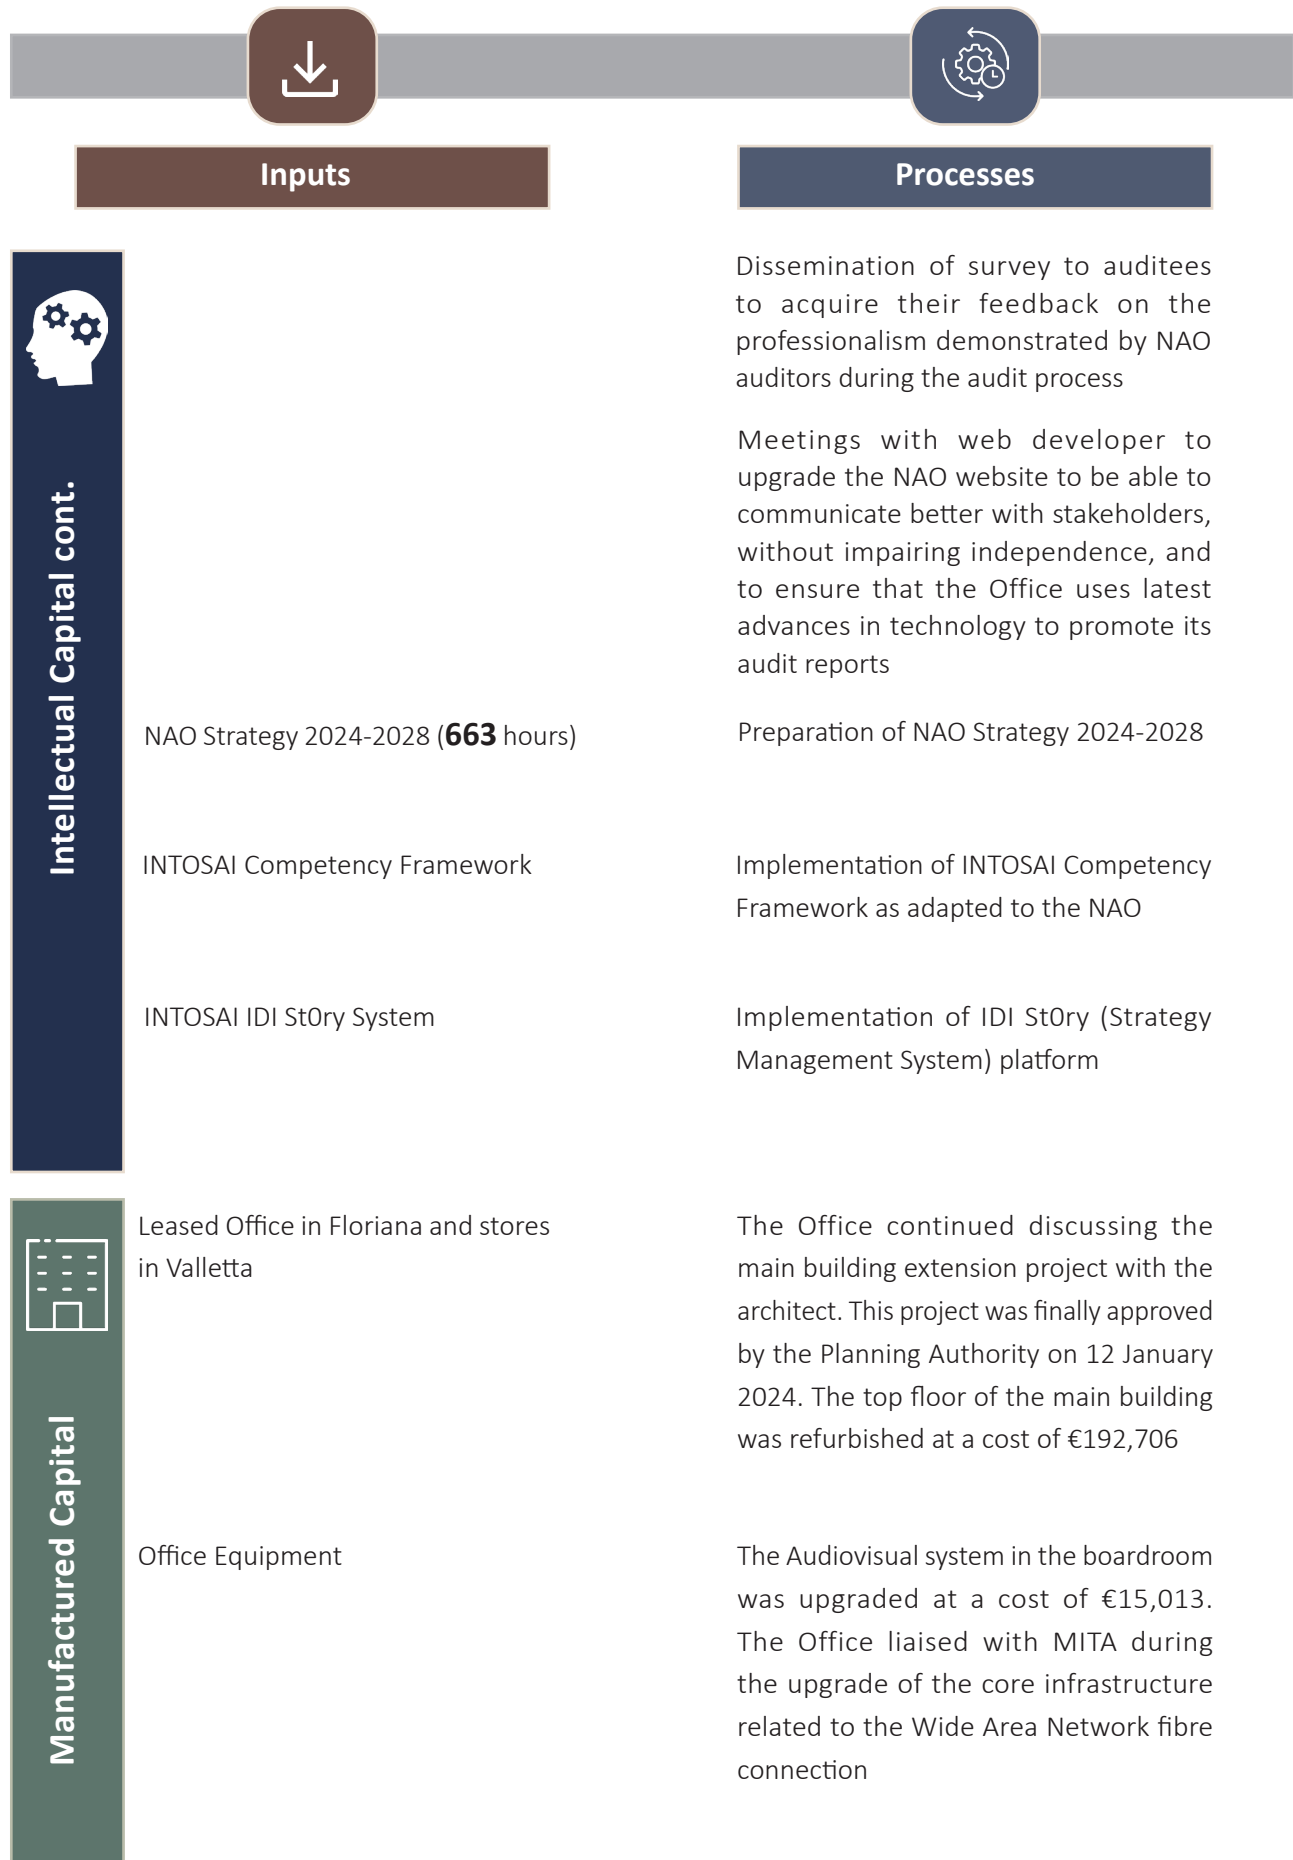 Inputs
Processes
Intellectual Capital cont.
Dissemination of survey to auditees
to acquire their feedback on the
professionalism demonstrated by NAO
auditors during the audit process
Meetings with web developer to
upgrade the NAO website to be able to
communicate better with stakeholders,
without impairing independence, and
to ensure that the Office uses latest
advances in technology to promote its
audit reports
NAO Strategy 2024-2028 (663 hours)
Preparation of NAO Strategy 2024-2028
INTOSAI Competency Framework
Implementation of INTOSAI Competency
Framework as adapted to the NAO
INTOSAI IDI St0ry System
Implementation of IDI St0ry (Strategy
Management System) platform
Manufactured Capital
Leased Office in Floriana and stores
in Valletta
The Office continued discussing the
main building extension project with the
architect. This project was finally approved
by the Planning Authority on 12 January
2024. The top floor of the main building
was refurbished at a cost of €192,706
Office Equipment
The Audiovisual system in the boardroom
was upgraded at a cost of €15,013.
The Office liaised with MITA during
the upgrade of the core infrastructure
related to the Wide Area Network fibre
connection